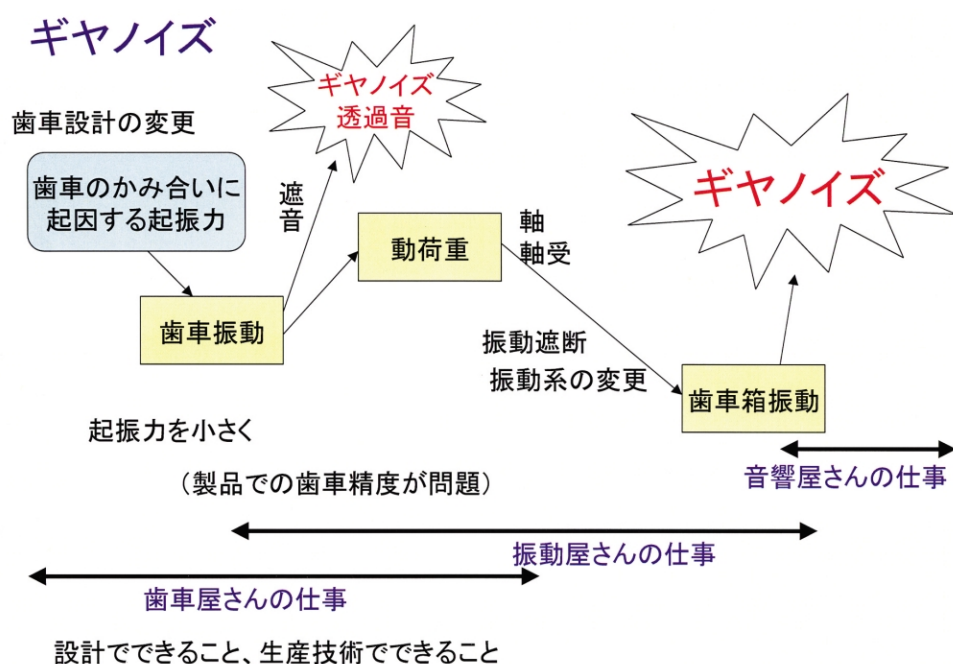 ギヤノイズ
歯車設計の変更
歯車のかみ合いに
起因する起振力
歯車振動
遮音
ギヤノイズ
透過音
動荷重
軸
軸受
振動遮断
振動系の変更
歯車箱振動
ギヤノイズ
起振力を小さく
(製品での歯車精度が問題)
音響屋さんの仕事
振動屋さんの仕事
歯車屋さんの仕事
設計でできること、生産技術でできること